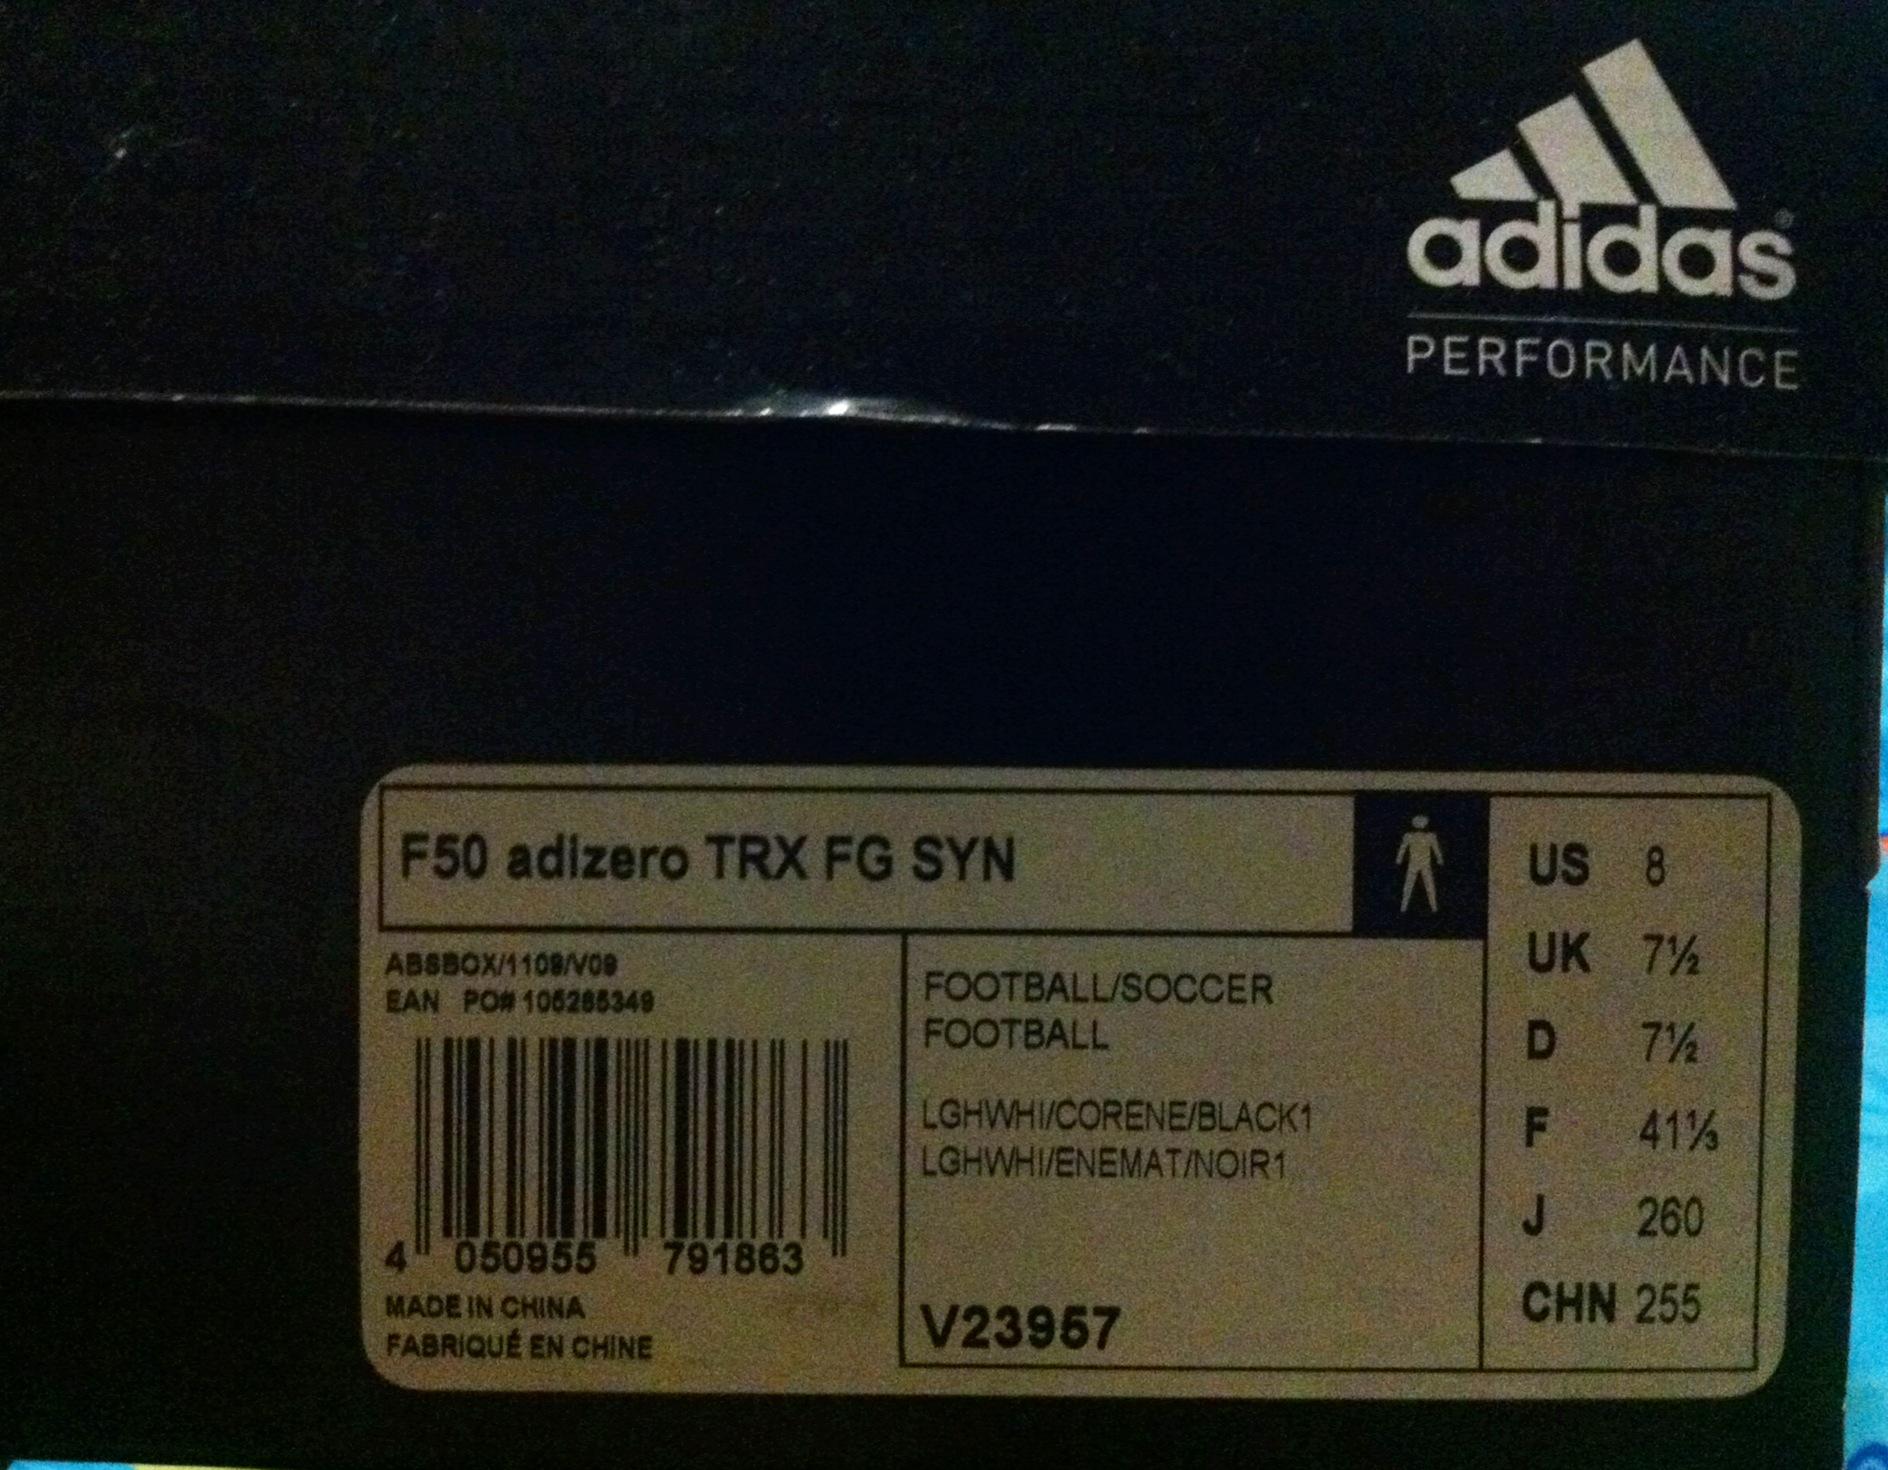 adidas®
PERFORMANCE
F50 adizero TRX FG SYN
ABSBOX/1109/V09
EAN PO# 105285349
4 050955 791863
MADE IN CHINA
FABRIQUÉ EN CHINE
FOOTBALL/SOCCER
FOOTBALL
LGHWHI/CORENE/BLACK1
LGHWHI/ENEMAT/NOIR1
V23957
US 8
UK 7½
D 7½
F 41⅓
J 260
CHN 255